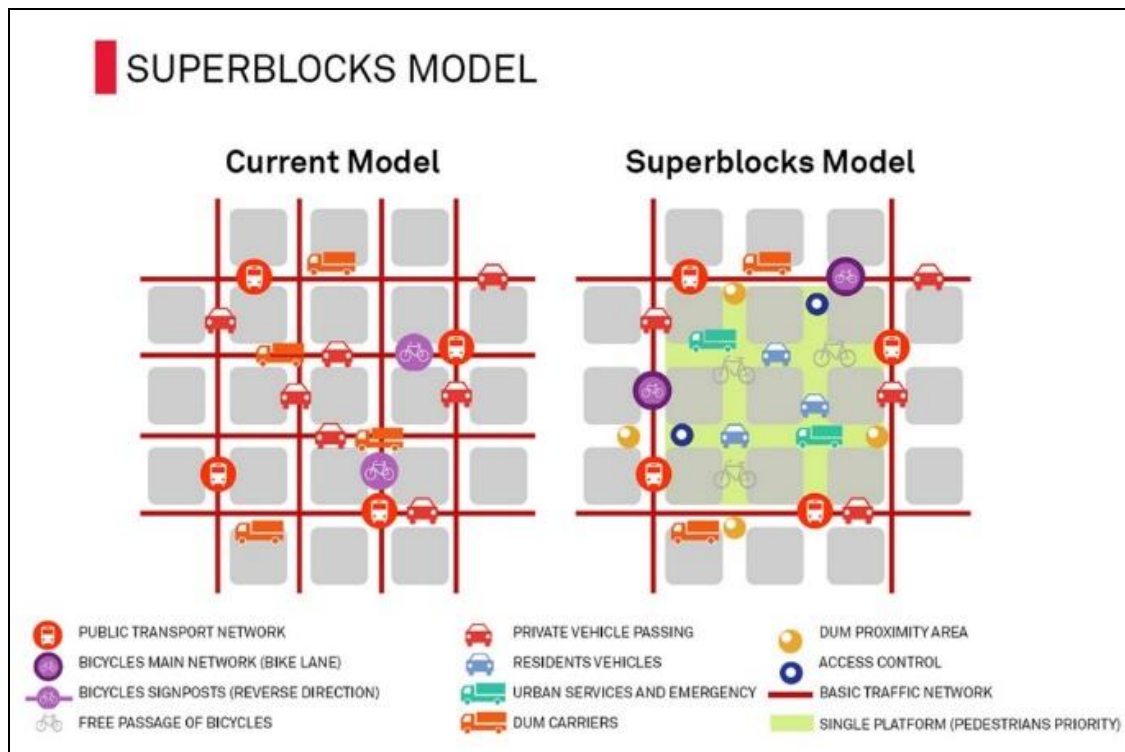 SUPERBLOCKS MODEL
Current Model
Superblocks Model
PUBLIC TRANSPORT NETWORK
BICYCLES MAIN NETWORK (BIKE LANE)
BICYCLES SIGNPOSTS (REVERSE DIRECTION)
FREE PASSAGE OF BICYCLES
PRIVATE VEHICLE PASSING
RESIDENTS VEHICLES
URBAN SERVICES AND EMERGENCY
DUM CARRIERS
DUM PROXIMITY AREA
ACCESS CONTROL
BASIC TRAFFIC NETWORK
SINGLE PLATFORM (PEDESTRIANS PRIORITY)